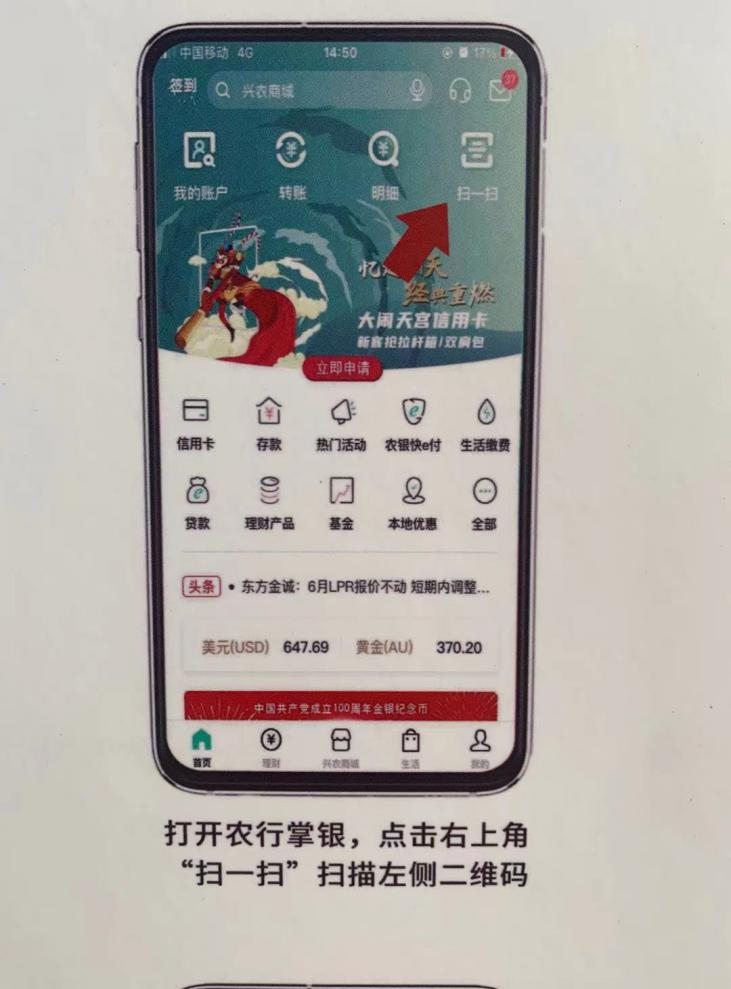 中国移动 4G 14:50 17%
签到 兴农商城 37
我的账户 转账 明细 扫一扫
忆 天
经典重燃
大闹天宫信用卡
新客抢拉杆箱/双肩包
立即申请
信用卡 存款 热门活动 农银快e付 生活缴费
贷款 理财产品 基金 本地优惠 全部
头条 • 东方金诚：6月LPR报价不动 短期内调整...
美元(USD) 647.69 黄金(AU) 370.20
中国共产党成立100周年金银纪念币
首页 理财 兴农商城 生活 我的
打开农行掌银，点击右上角
“扫一扫”扫描左侧二维码